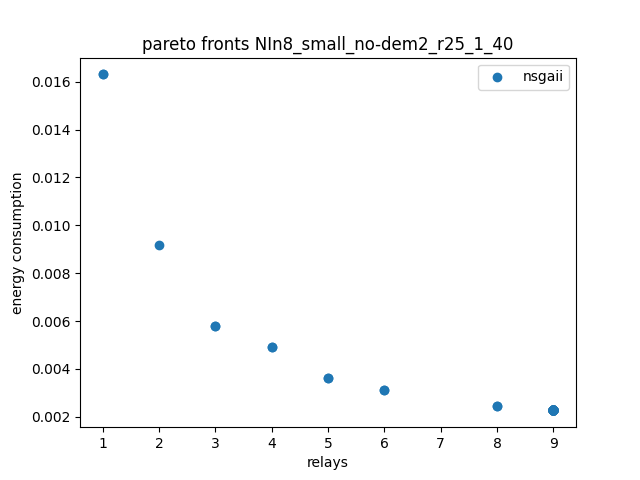 pareto fronts NIn8_small_no-dem2_r25_1_40
nsgaii
0.016
0.014
0.012
0.010
0.008
0.006
0.004
0.002
energy consumption
1 2 3 4 5 6 7 8 9
relays